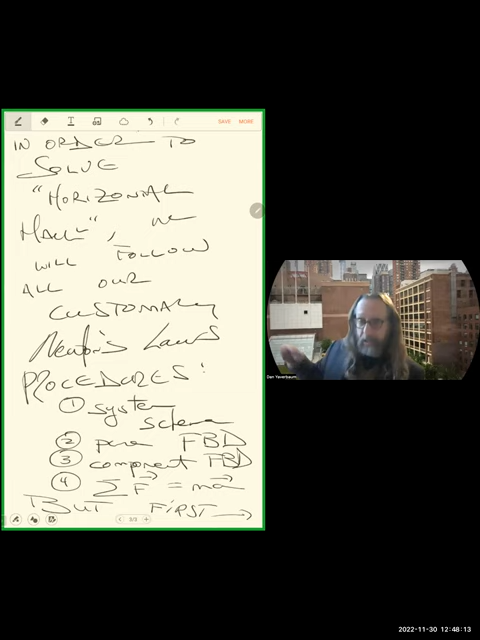 SAVE MORE
IN ORDER TO
SOLVE
"HORIZONTAL
HALL", WE
WILL FOLLOW
ALL OUR
CUSTOMARY
Newton's Laws
PROCEDURES:
① system
schema
② pure FBD
③ component FBD
④ ΣF⃗ = ma⃗
BUT FIRST →
3/3
Dan Yaverbaum
2022-11-30 12:48:13